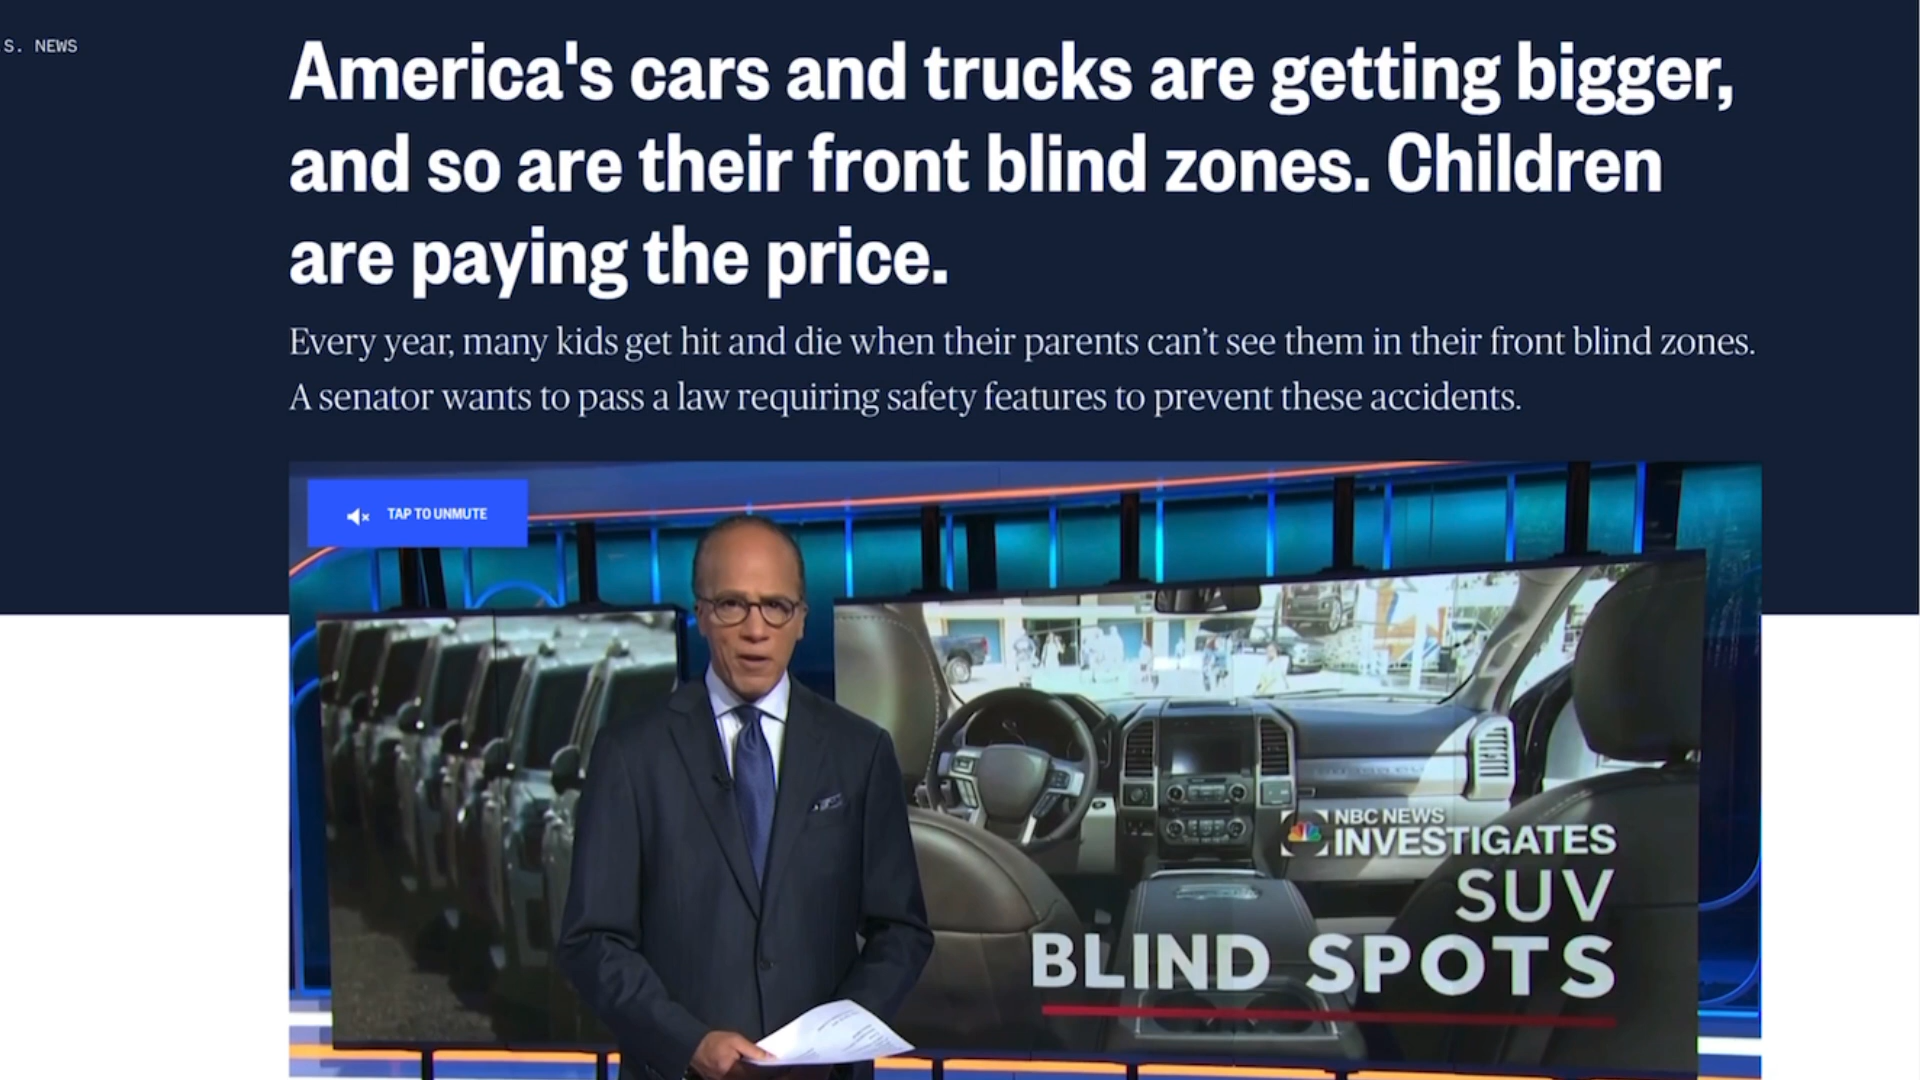 S. NEWS
America's cars and trucks are getting bigger,
and so are their front blind zones. Children
are paying the price.
Every year, many kids get hit and die when their parents can’t see them in their front blind zones.
A senator wants to pass a law requiring safety features to prevent these accidents.
TAP TO UNMUTE
NBC NEWS
INVESTIGATES
SUV
BLIND SPOTS